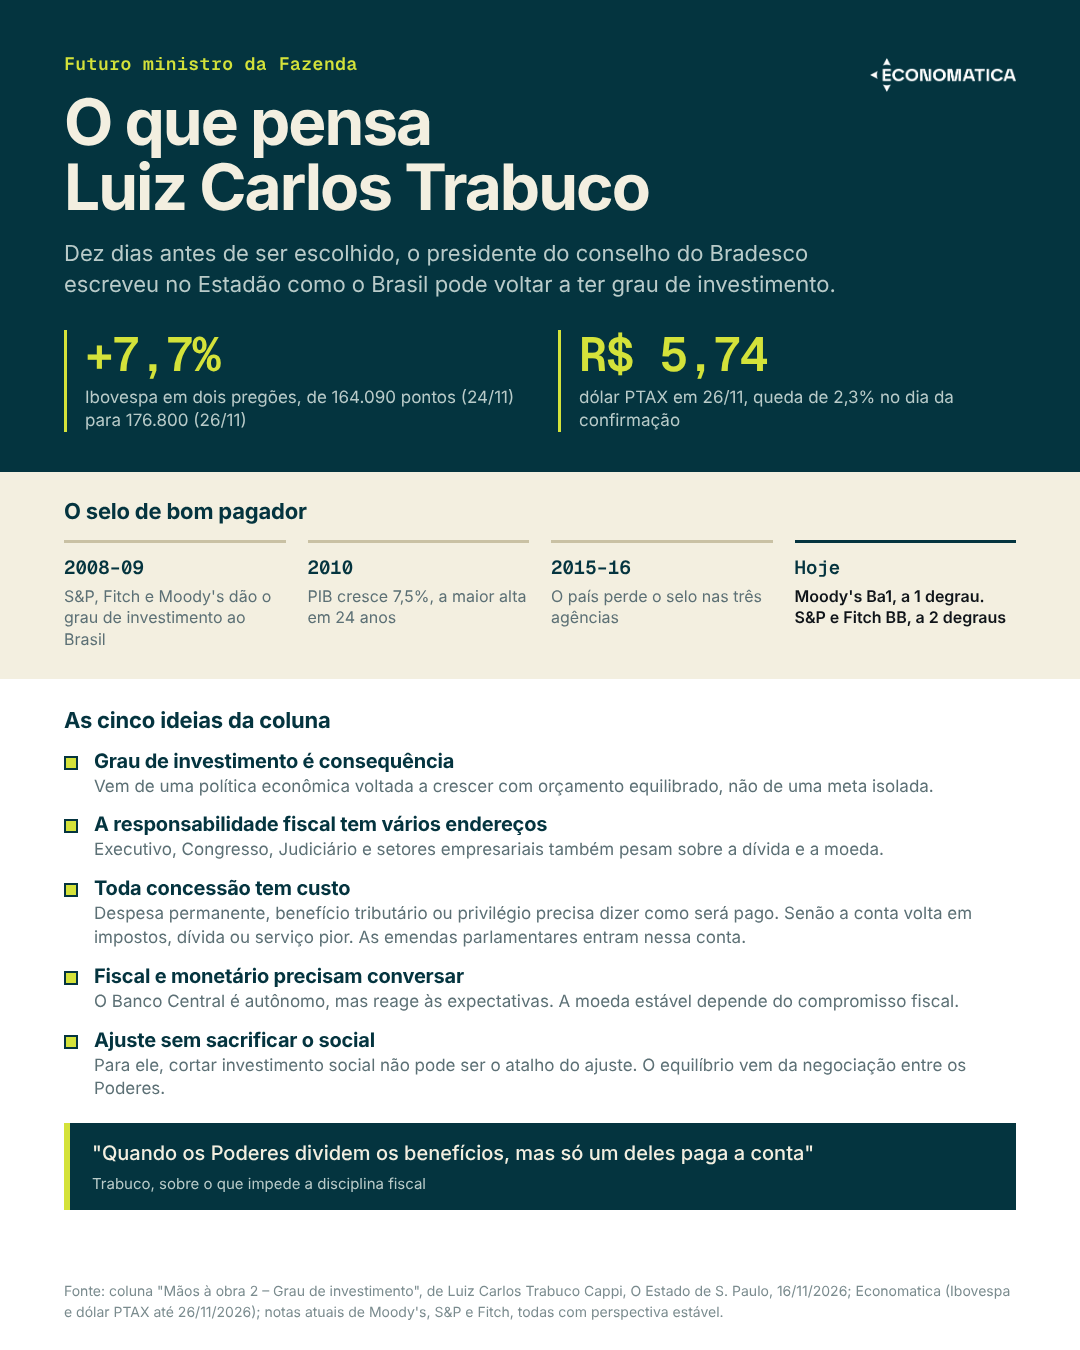 Futuro ministro da Fazenda
ECONOMATICA
O que pensa
Luiz Carlos Trabuco
Dez dias antes de ser escolhido, o presidente do conselho do Bradesco
escreveu no Estadão como o Brasil pode voltar a ter grau de investimento.
+7,7%
Ibovespa em dois pregões, de 164.090 pontos (24/11)
para 176.800 (26/11)
R$ 5,74
dólar PTAX em 26/11, queda de 2,3% no dia da
confirmação
O selo de bom pagador
2008-09
S&P, Fitch e Moody's dão o
grau de investimento ao
Brasil
2010
PIB cresce 7,5%, a maior alta
em 24 anos
2015-16
O país perde o selo nas três
agências
Hoje
Moody's Ba1, a 1 degrau.
S&P e Fitch BB, a 2 degraus
As cinco ideias da coluna
Grau de investimento é consequência
Vem de uma política econômica voltada a crescer com orçamento equilibrado, não de uma meta isolada.
A responsabilidade fiscal tem vários endereços
Executivo, Congresso, Judiciário e setores empresariais também pesam sobre a dívida e a moeda.
Toda concessão tem custo
Despesa permanente, benefício tributário ou privilégio precisa dizer como será pago. Senão a conta volta em
impostos, dívida ou serviço pior. As emendas parlamentares entram nessa conta.
Fiscal e monetário precisam conversar
O Banco Central é autônomo, mas reage às expectativas. A moeda estável depende do compromisso fiscal.
Ajuste sem sacrificar o social
Para ele, cortar investimento social não pode ser o atalho do ajuste. O equilíbrio vem da negociação entre os
Poderes.
"Quando os Poderes dividem os benefícios, mas só um deles paga a conta"
Trabuco, sobre o que impede a disciplina fiscal
Fonte: coluna "Mãos à obra 2 – Grau de investimento", de Luiz Carlos Trabuco Cappi, O Estado de S. Paulo, 16/11/2026; Economatica (Ibovespa
e dólar PTAX até 26/11/2026); notas atuais de Moody's, S&P e Fitch, todas com perspectiva estável.